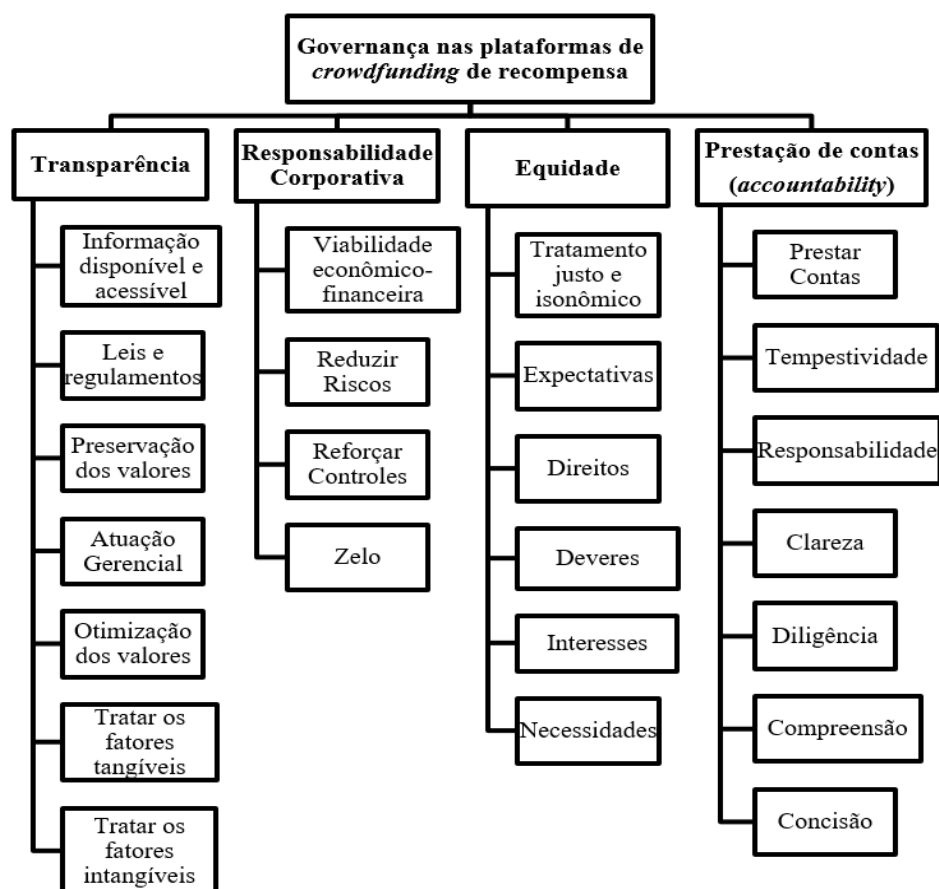 Governança nas plataformas de
crowdfunding de recompensa
Transparência
Informação
disponível e
acessível
Leis e
regulamentos
Preservação
dos valores
Atuação
Gerencial
Otimização
dos valores
Tratar os
fatores
tangíveis
Tratar os
fatores
intangíveis
Responsabilidade
Corporativa
Viabilidade
econômico-
financeira
Reduzir
Riscos
Reforçar
Controles
Zelo
Equidade
Tratamento
justo e
isonômico
Expectativas
Direitos
Deveres
Interesses
Necessidades
Prestação de contas
(accountability)
Prestar
Contas
Tempestividade
Responsabilidade
Clareza
Diligência
Compreensão
Concisão